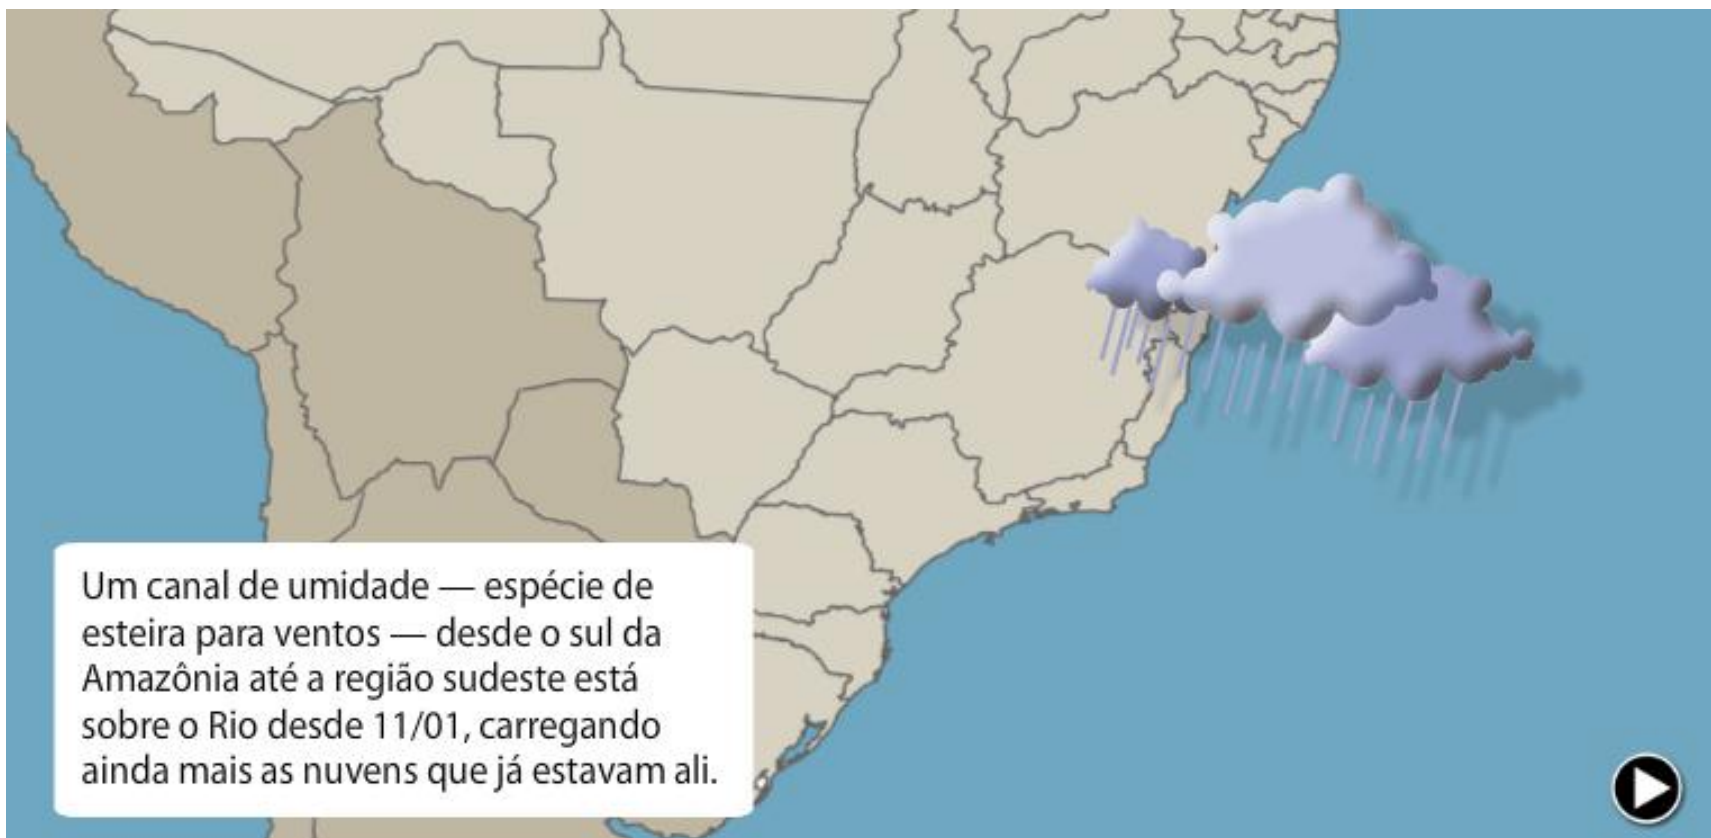 Um canal de umidade — espécie de
esteira para ventos — desde o sul da
Amazônia até a região sudeste está
sobre o Rio desde 11/01, carregando
ainda mais as nuvens que já estavam ali.